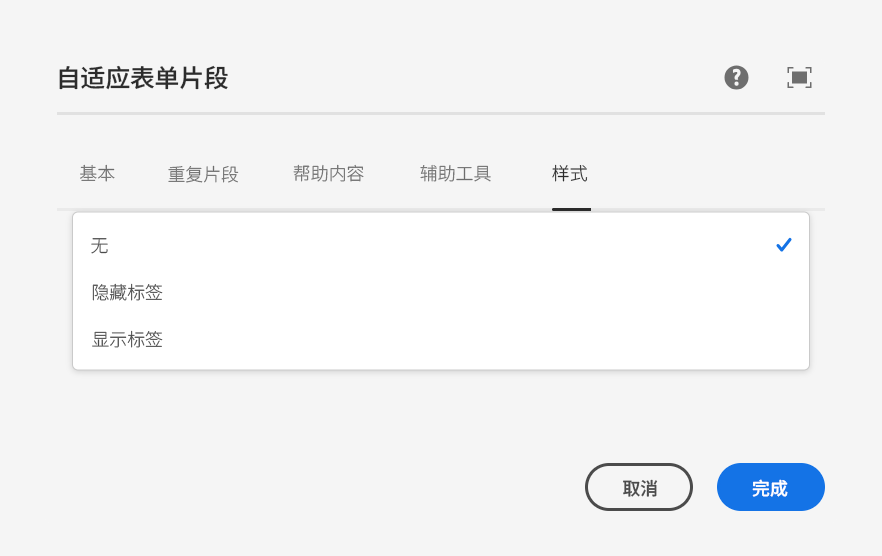 自适应表单片段
基本 重复片段 帮助内容 辅助工具 样式
无
隐藏标签
显示标签
取消 完成